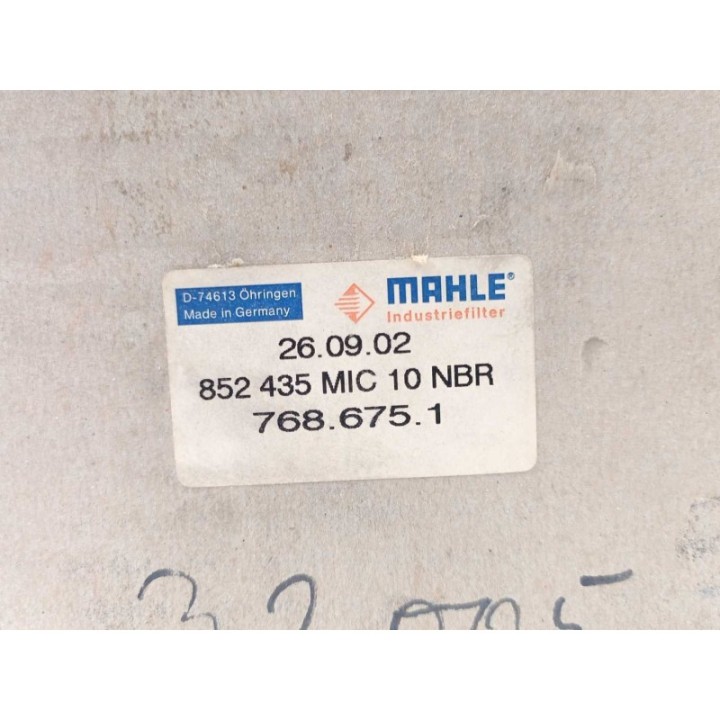 D-74613 Öhringen
Made in Germany
MAHLE®
Industriefilter
26.09.02
852 435 MIC 10 NBR
768.675.1